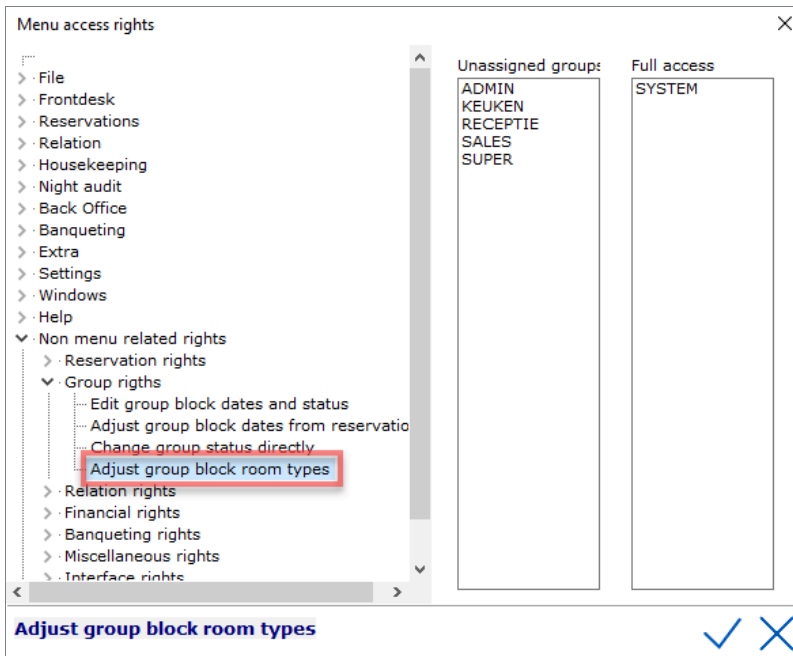 Menu access rights
File
Frontdesk
Reservations
Relation
Housekeeping
Night audit
Back Office
Banqueting
Extra
Settings
Windows
Help
Non menu related rights
Reservation rights
Group rigths
Edit group block dates and status
Adjust group block dates from reservatio
Change group status directly
Adjust group block room types
Relation rights
Financial rights
Banqueting rights
Miscellaneous rights
Interface rights
Unassigned groups
ADMIN
KEUKEN
RECEPTIE
SALES
SUPER
Full access
SYSTEM
Adjust group block room types